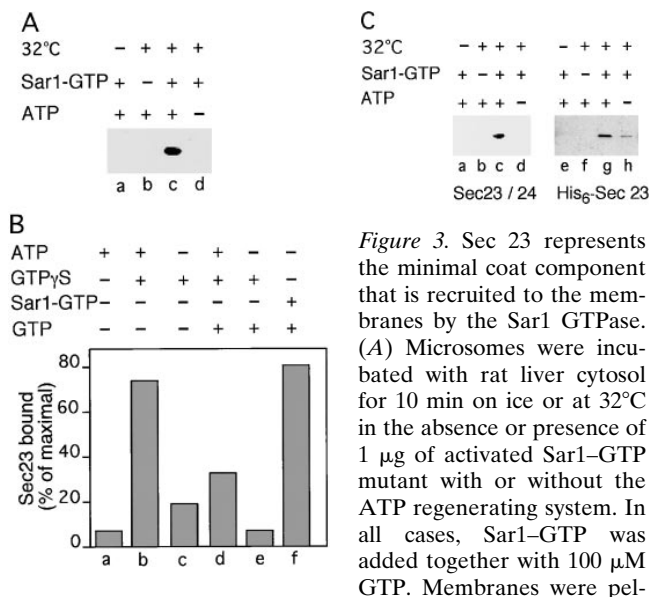 A
32°C − + + +
Sar1-GTP + − + +
ATP + + + −
a b c d
B
ATP + + − + − −
GTPγS − + + + + −
Sar1-GTP − − − − − +
GTP − − − + + +
Sec23 bound
(% of maximal)
80
60
40
20
0
a b c d e f
C
32°C − + + + − + + +
Sar1-GTP + − + + + − + +
ATP + + + − + + + −
a b c d e f g h
Sec23 / 24 His6-Sec 23
Figure 3. Sec 23 represents
the minimal coat component
that is recruited to the mem-
branes by the Sar1 GTPase.
(A) Microsomes were incu-
bated with rat liver cytosol
for 10 min on ice or at 32°C
in the absence or presence of
1 μg of activated Sar1–GTP
mutant with or without the
ATP regenerating system. In
all cases, Sar1–GTP was
added together with 100 μM
GTP. Membranes were pel-